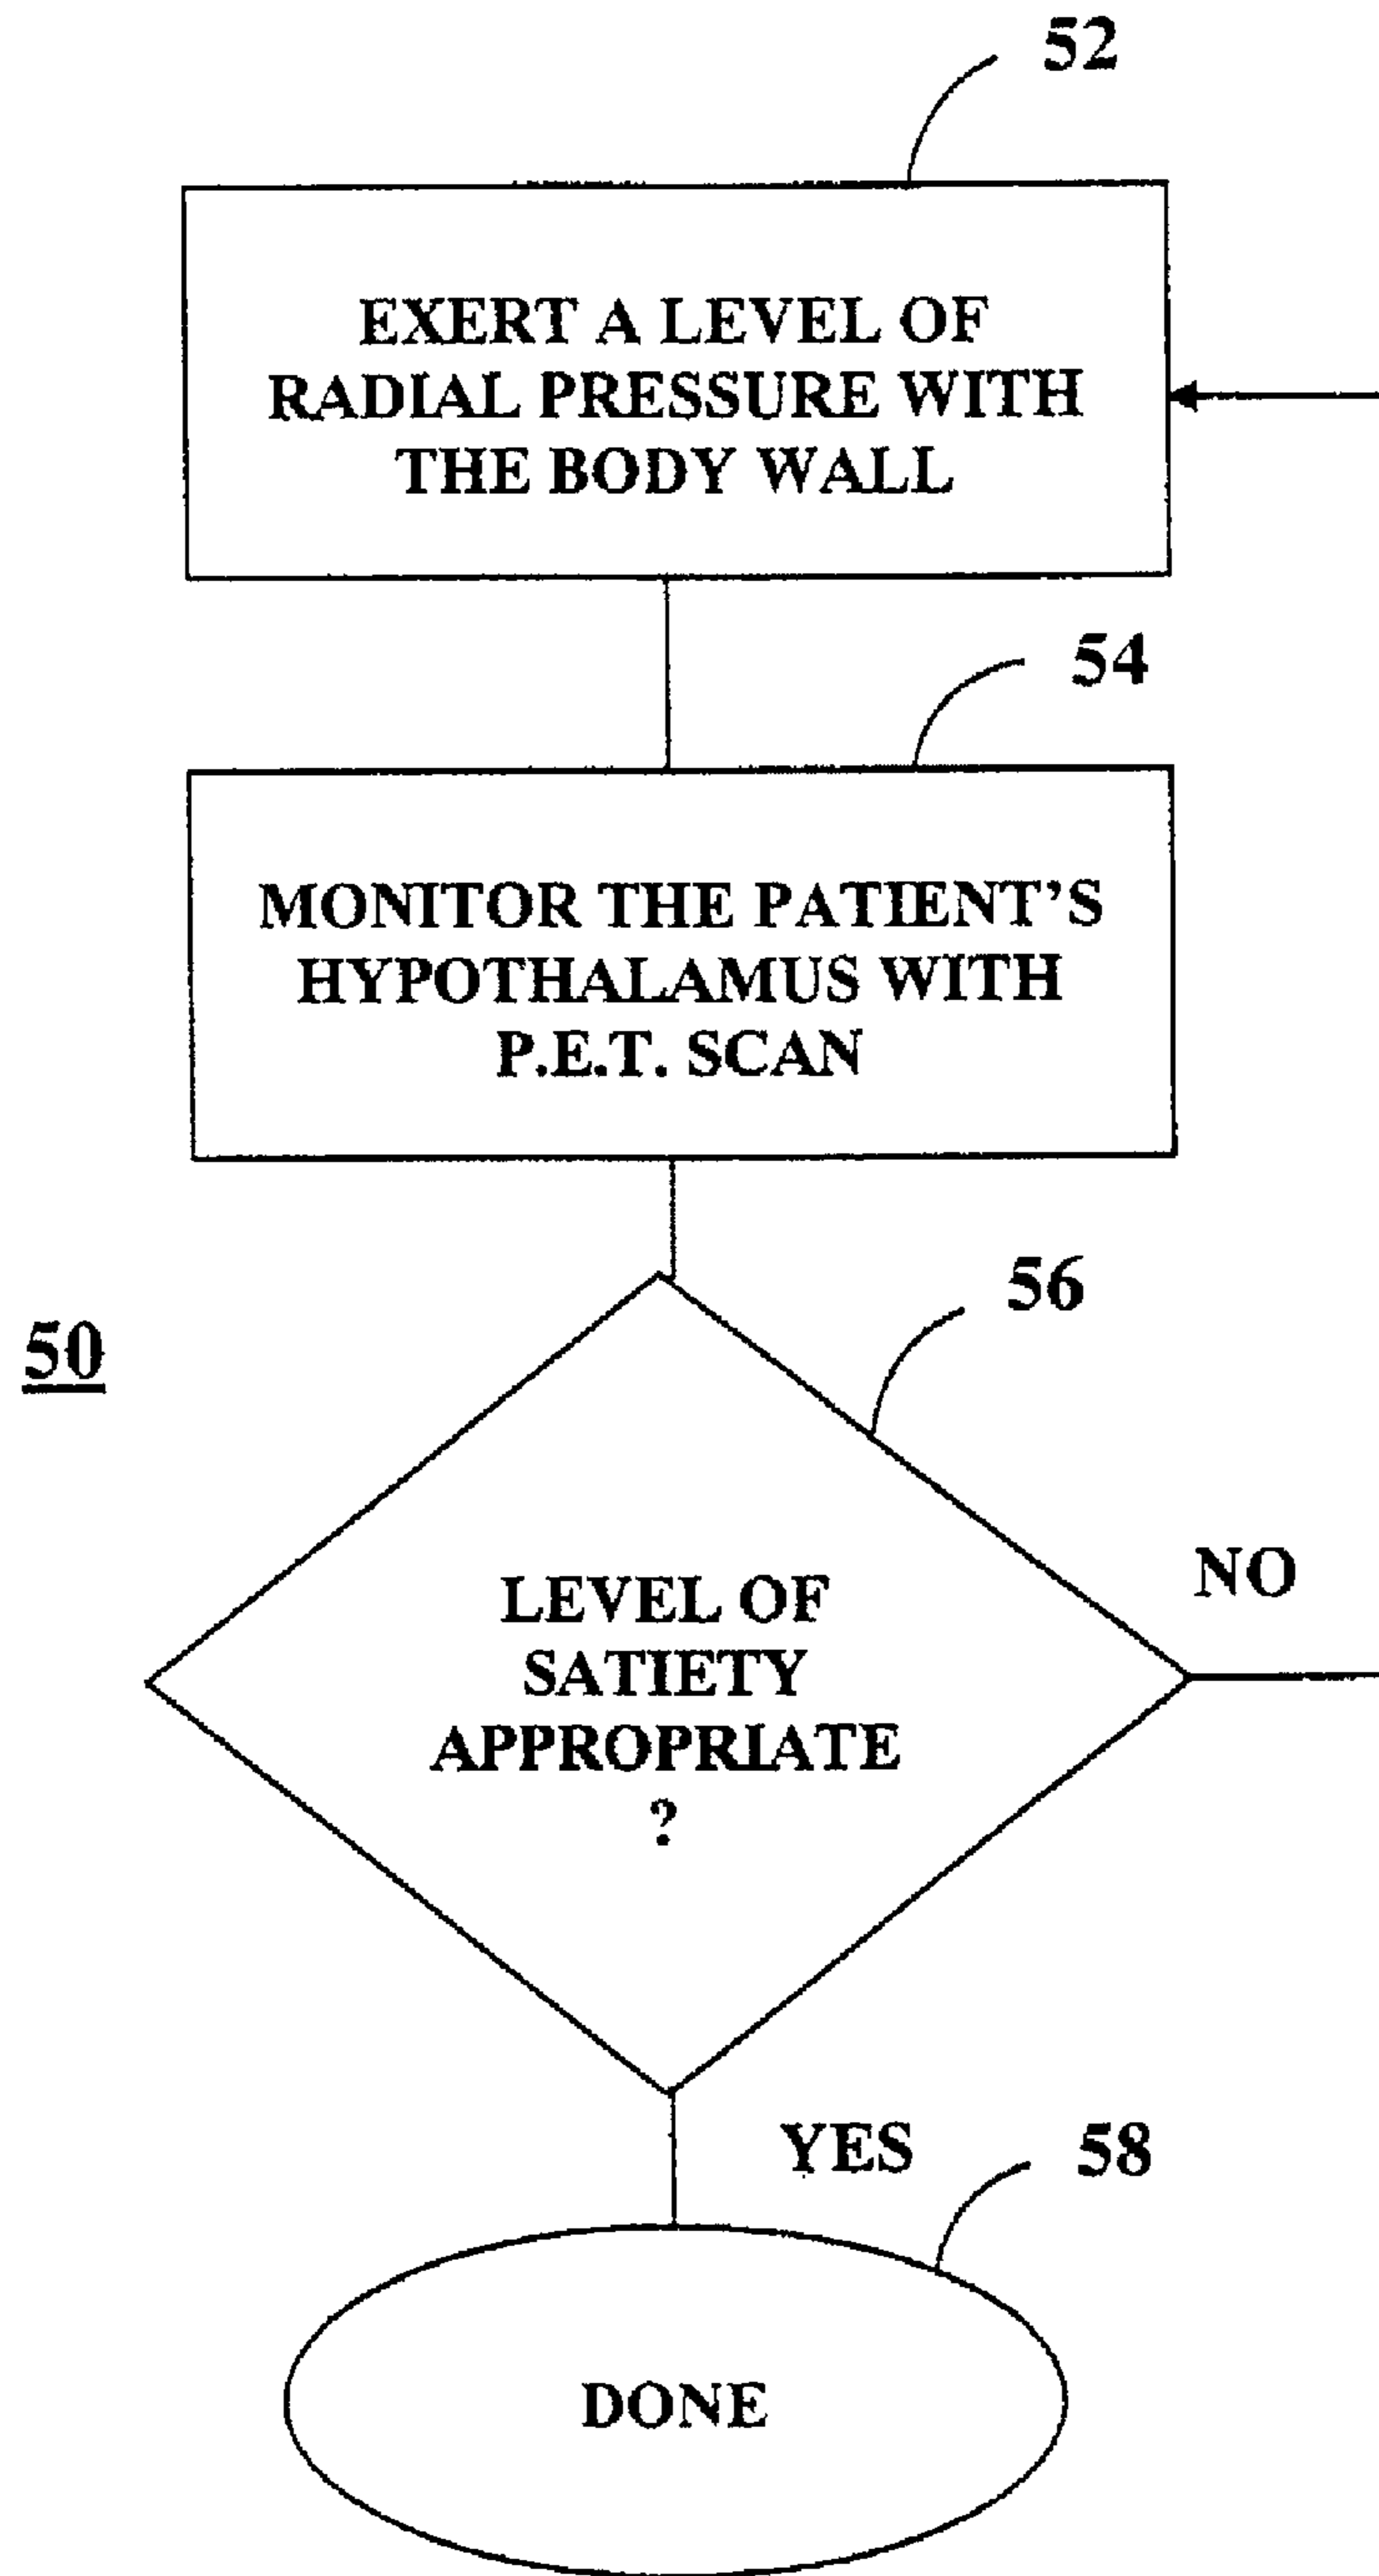 52
EXERT A LEVEL OF
RADIAL PRESSURE WITH
THE BODY WALL
54
MONITOR THE PATIENT'S
HYPOTHALAMUS WITH
P.E.T. SCAN
56
50
LEVEL OF
SATIETY
APPROPRIATE
?
NO
YES
58
DONE